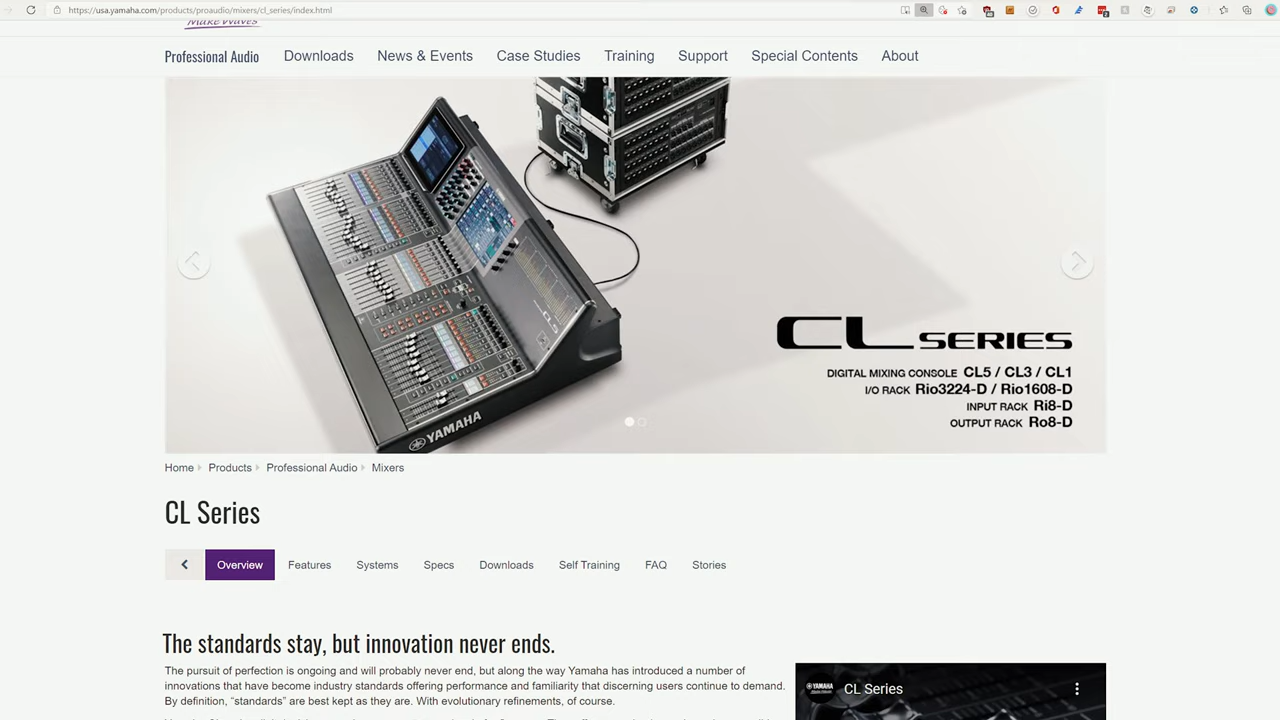 https://usa.yamaha.com/products/proaudio/mixers/cl_series/index.html
Make Waves
Professional Audio
Downloads
News & Events
Case Studies
Training
Support
Special Contents
About
CL5
YAMAHA
CL SERIES
DIGITAL MIXING CONSOLE CL5 / CL3 / CL1
I/O RACK Rio3224-D / Rio1608-D
INPUT RACK Ri8-D
OUTPUT RACK Ro8-D
Home
Products
Professional Audio
Mixers
CL Series
Overview
Features
Systems
Specs
Downloads
Self Training
FAQ
Stories
The standards stay, but innovation never ends.
The pursuit of perfection is ongoing and will probably never end, but along the way Yamaha has introduced a number of
innovations that have become industry standards offering performance and familiarity that discerning users continue to demand.
By definition, “standards” are best kept as they are. With evolutionary refinements, of course.
YAMAHA
CL Series